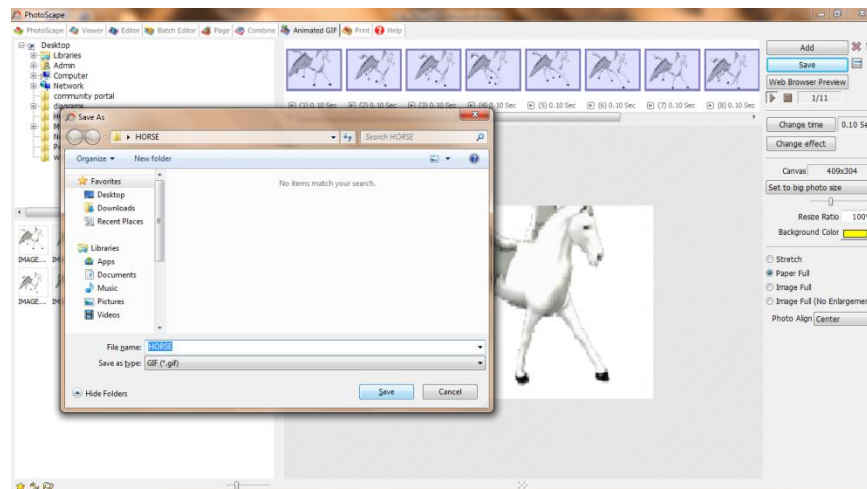 PhotoScape
PhotoScape Viewer Editor Batch Editor Page Combine Animated GIF Print Help
Desktop
Libraries
Admin
Computer
Network
community portal
diagrams
(1) 0.10 Sec (2) 0.10 Sec (3) 0.10 Sec (4) 0.10 Sec (5) 0.10 Sec (6) 0.10 Sec (7) 0.10 Sec (8) 0.10 Sec
Add
Save
Web Browser Preview
1/11
Change time 0.10 Se
Change effect
Canvas 409x304
Set to big photo size
Resize Ratio 100%
Background Color
Stretch
Paper Full
Image Full
Image Full (No Enlargemen
Photo Align Center
Save As
HORSE
Search HORSE
Organize New folder
Favorites
Desktop
Downloads
Recent Places
Libraries
Apps
Documents
Music
Pictures
Videos
No items match your search.
File name: HORSE
Save as type: GIF (*.gif)
Hide Folders
Save Cancel
IMAGE...
IMAGE...